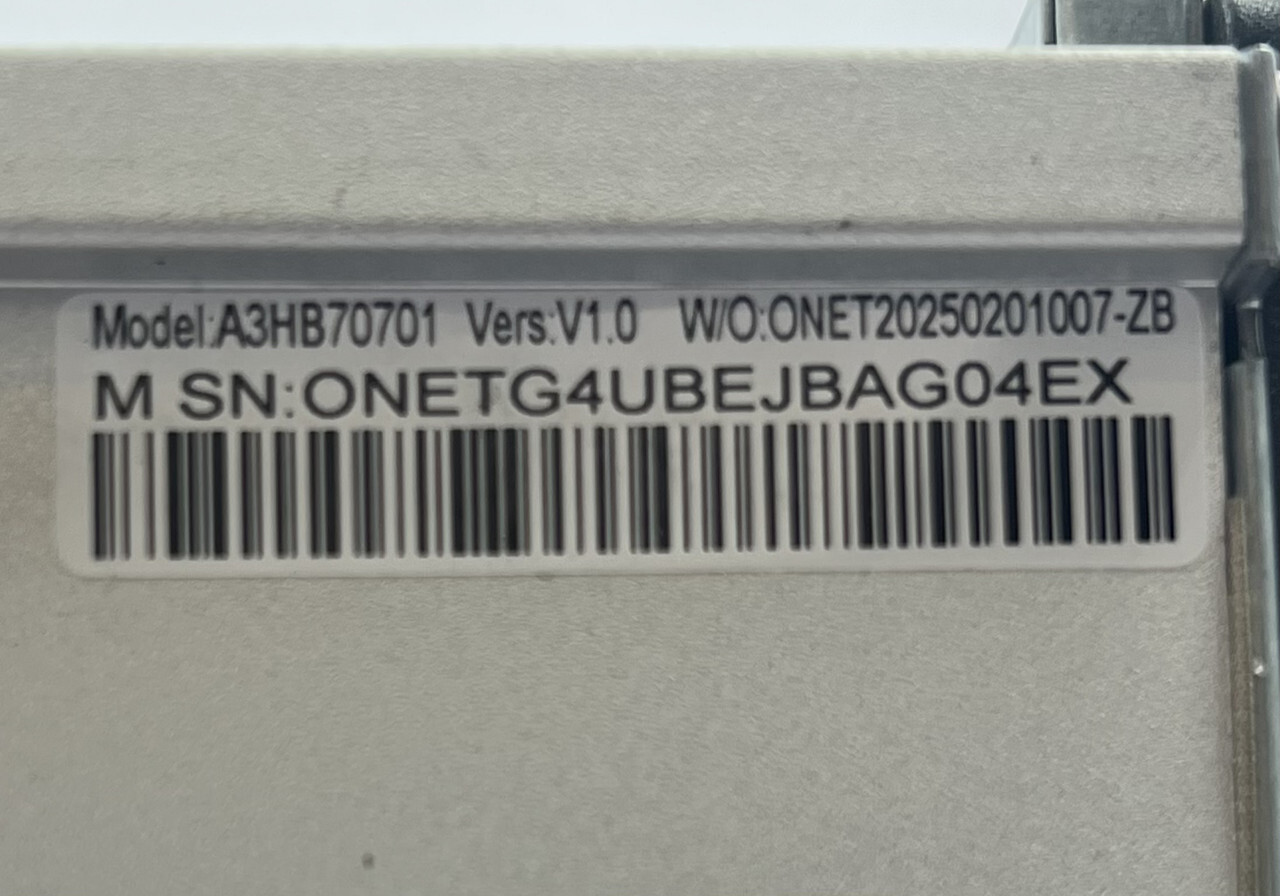 Model:A3HB70701 Vers:V1.0 W/O:ONET20250201007-ZB
M SN:ONETG4UBEJBAG04EX